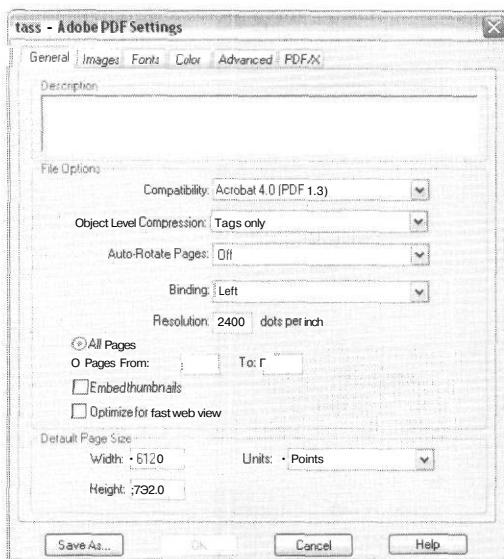 tass - Adobe PDF Settings
General Images Fonts Color Advanced PDF/X
Description
File Options
Compatibility: Acrobat 4.0 (PDF 1.3)
Object Level Compression: Tags only
Auto-Rotate Pages: Off
Binding: Left
Resolution: 2400 dots per inch
All Pages
O Pages From: To: Γ
Embed thumbnails
Optimize for fast web view
Default Page Size
Width: • 6120 Units: • Points
Height: ;792.0
Save As... OK Cancel Help